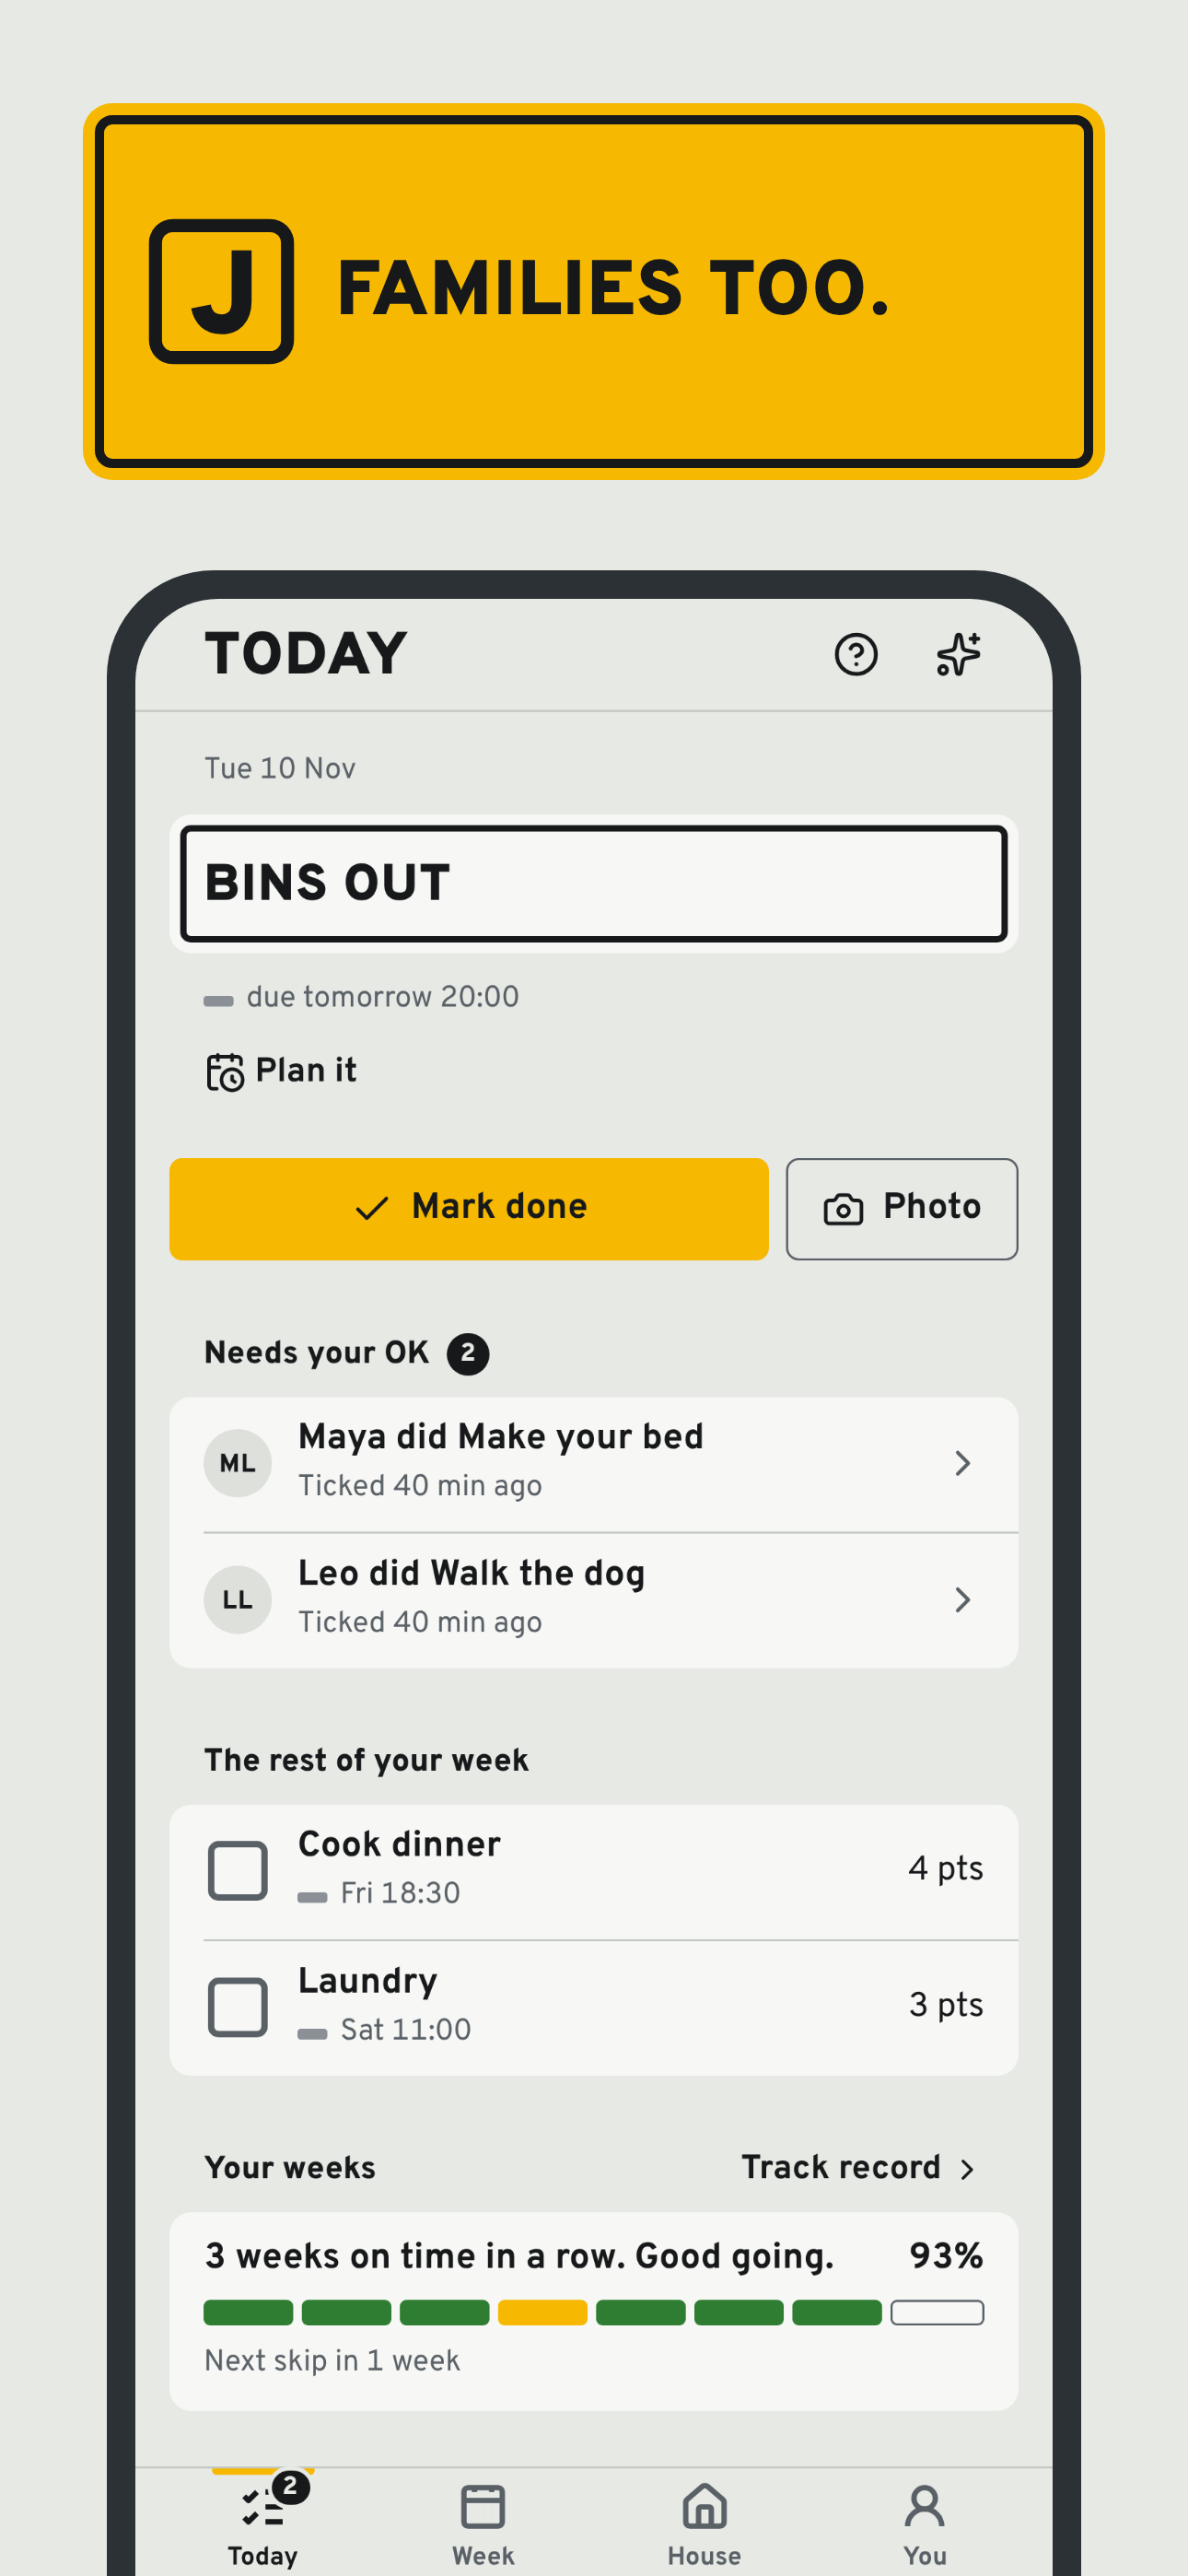 J FAMILIES TOO.
TODAY
Tue 10 Nov
BINS OUT
due tomorrow 20:00
Plan it
Mark done
Photo
Needs your OK 2
ML
Maya did Make your bed
Ticked 40 min ago
LL
Leo did Walk the dog
Ticked 40 min ago
The rest of your week
Cook dinner
Fri 18:30
4 pts
Laundry
Sat 11:00
3 pts
Your weeks
Track record
3 weeks on time in a row. Good going. 93%
Next skip in 1 week
2
Today
Week
House
You